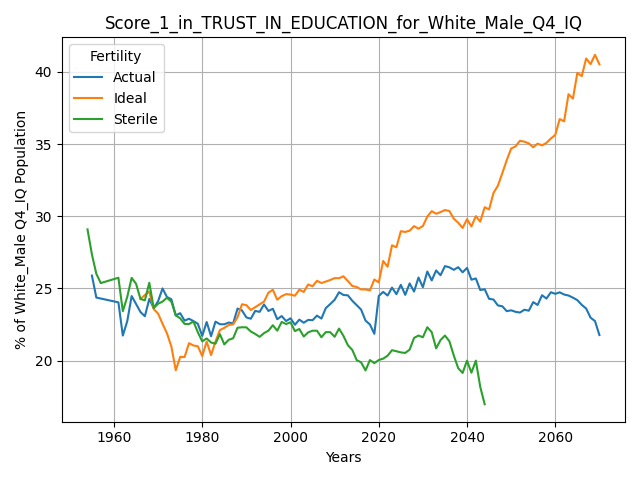 Score_1_in_TRUST_IN_EDUCATION_for_White_Male_Q4_IQ
Fertility
Actual
Ideal
Sterile
% of White_Male Q4_IQ Population
40
35
30
25
20
1960 1980 2000 2020 2040 2060
Years